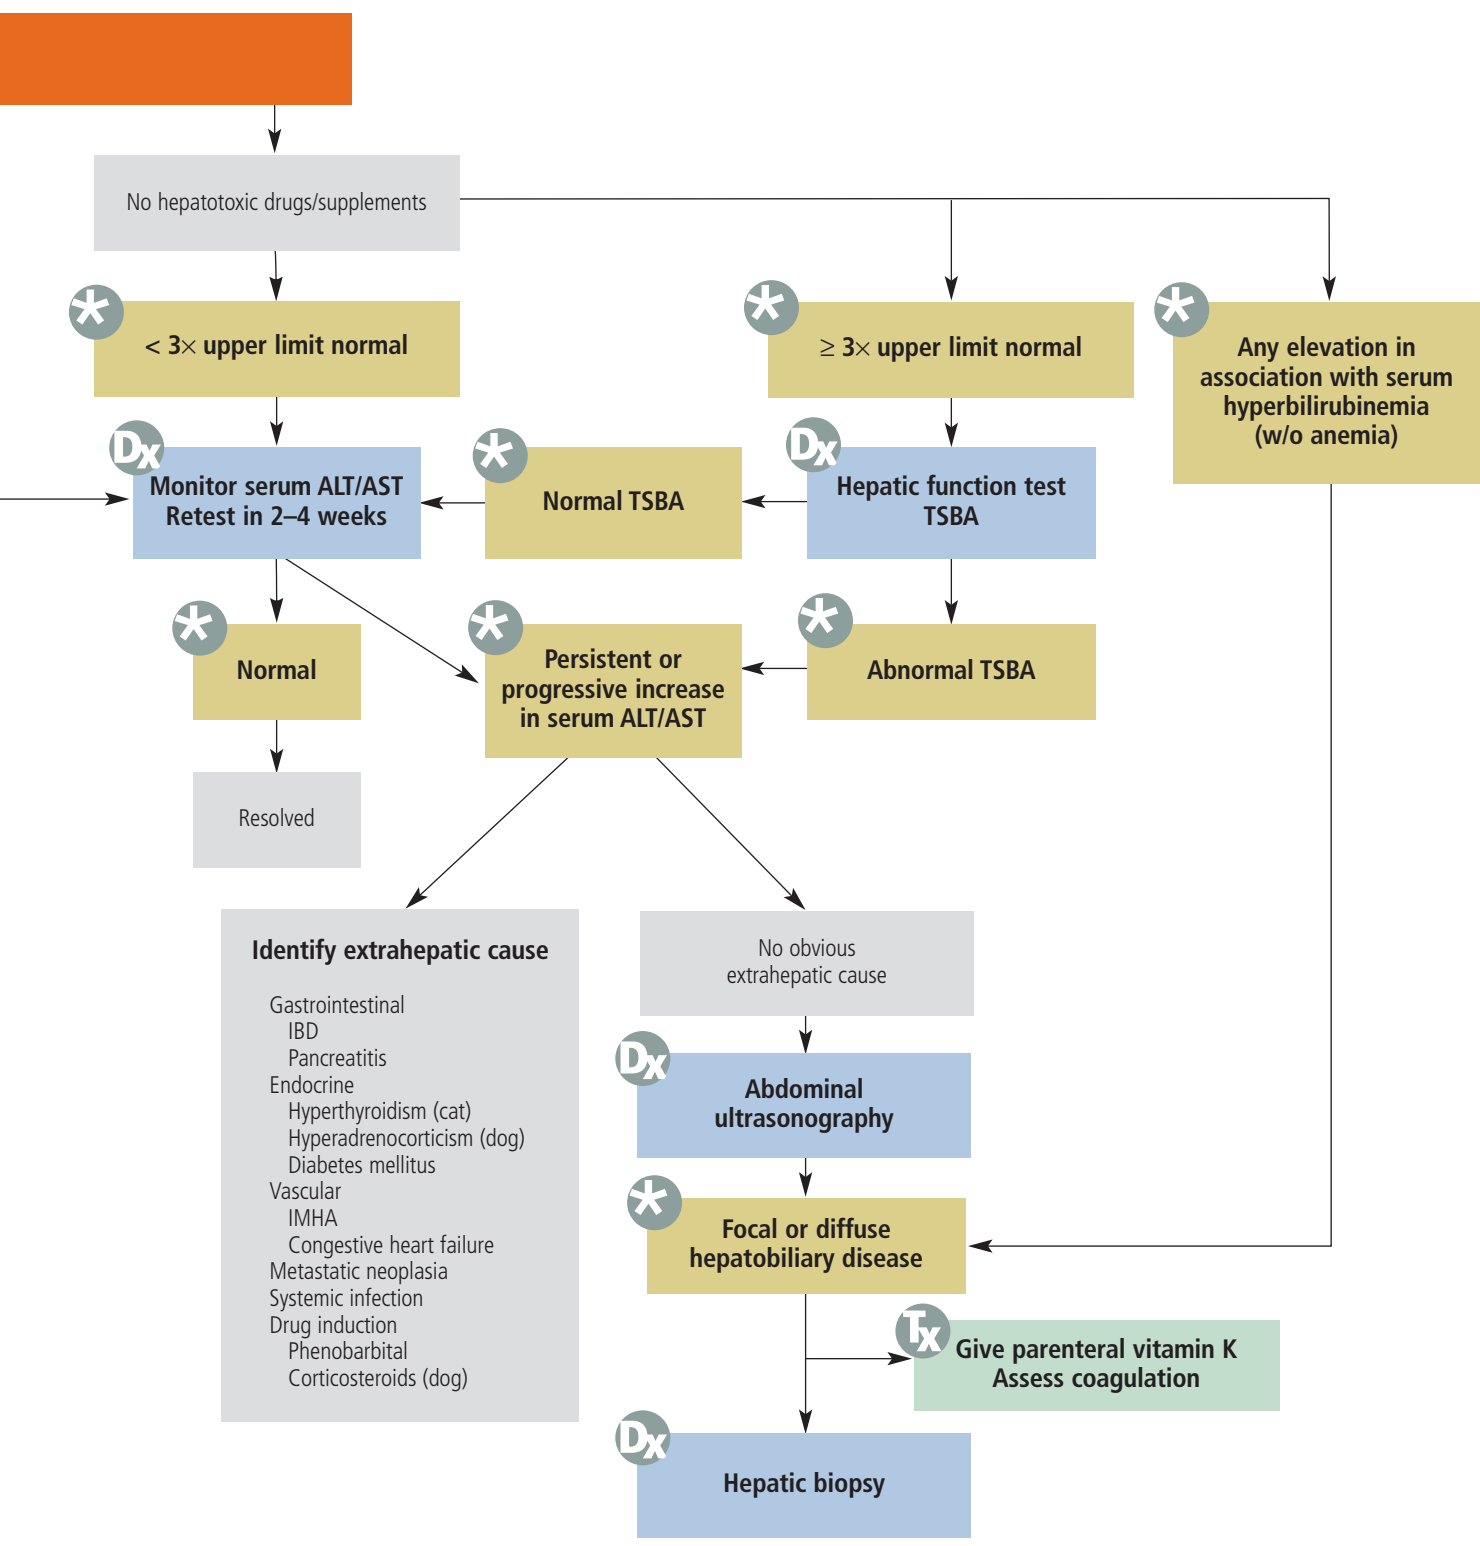 No hepatotoxic drugs/supplements
*
< 3× upper limit normal
*
≥ 3× upper limit normal
*
Any elevation in
association with serum
hyperbilirubinemia
(w/o anemia)
Dx
Monitor serum ALT/AST
Retest in 2–4 weeks
*
Normal TSBA
Dx
Hepatic function test
TSBA
*
Normal
*
Persistent or
progressive increase
in serum ALT/AST
*
Abnormal TSBA
Resolved
Identify extrahepatic cause
Gastrointestinal
IBD
Pancreatitis
Endocrine
Hyperthyroidism (cat)
Hyperadrenocorticism (dog)
Diabetes mellitus
Vascular
IMHA
Congestive heart failure
Metastatic neoplasia
Systemic infection
Drug induction
Phenobarbital
Corticosteroids (dog)
No obvious
extrahepatic cause
Dx
Abdominal
ultrasonography
*
Focal or diffuse
hepatobiliary disease
Tx
Give parenteral vitamin K
Assess coagulation
Dx
Hepatic biopsy